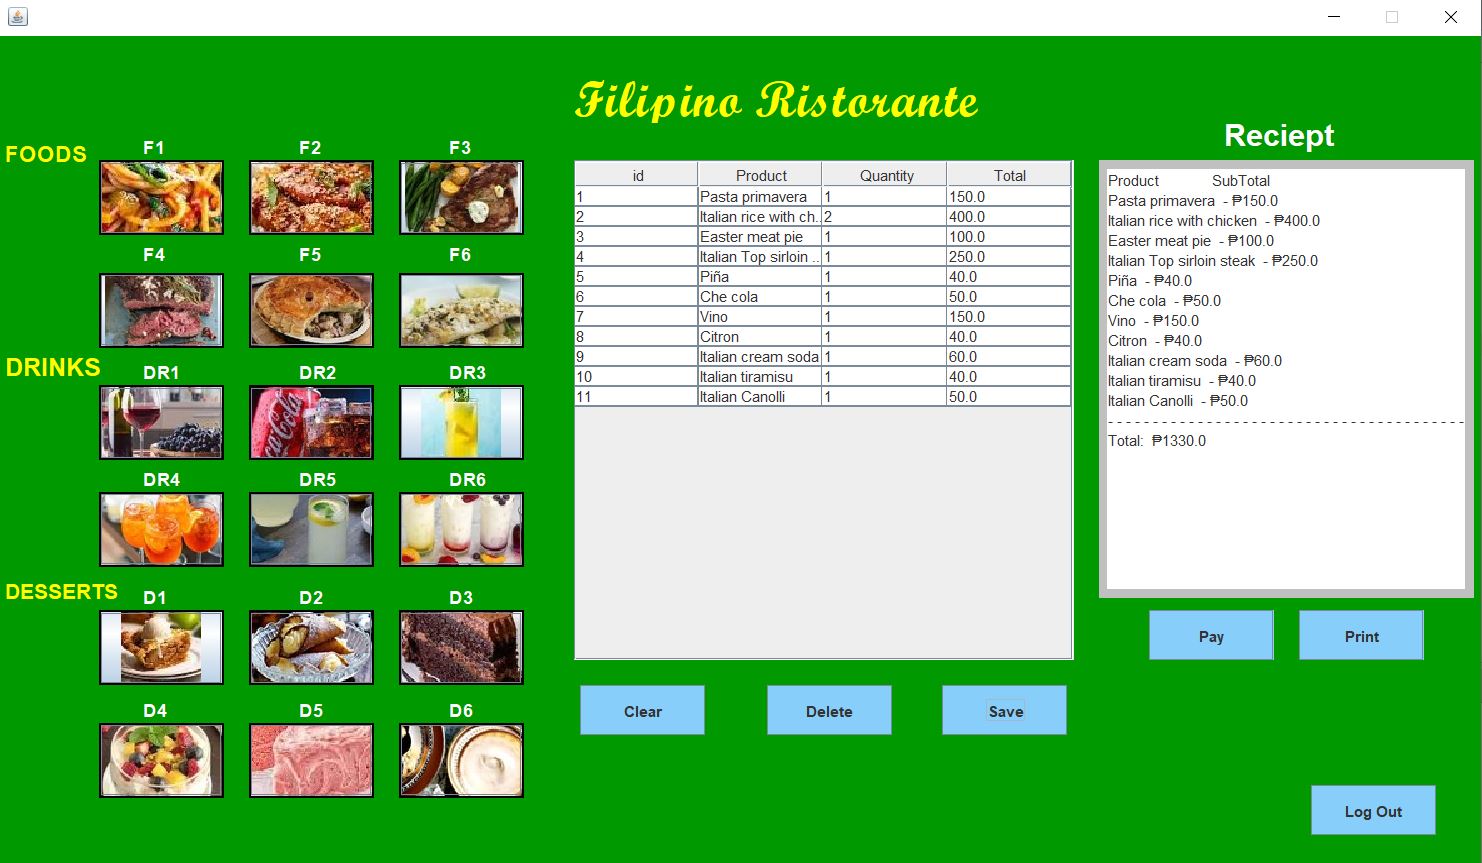 Filipino Ristorante
FOODS
F1 F2 F3
F4 F5 F6
DRINKS
DR1 DR2 DR3
Coca-Cola
DR4 DR5 DR6
DESSERTS
D1 D2 D3
D4 D5 D6
id Product Quantity Total
1 Pasta primavera 1 150.0
2 Italian rice with ch... 2 400.0
3 Easter meat pie 1 100.0
4 Italian Top sirloin ... 1 250.0
5 Piña 1 40.0
6 Che cola 1 50.0
7 Vino 1 150.0
8 Citron 1 40.0
9 Italian cream soda 1 60.0
10 Italian tiramisu 1 40.0
11 Italian Canolli 1 50.0
Clear Delete Save
Reciept
Product SubTotal
Pasta primavera - ₱150.0
Italian rice with chicken - ₱400.0
Easter meat pie - ₱100.0
Italian Top sirloin steak - ₱250.0
Piña - ₱40.0
Che cola - ₱50.0
Vino - ₱150.0
Citron - ₱40.0
Italian cream soda - ₱60.0
Italian tiramisu - ₱40.0
Italian Canolli - ₱50.0
- - - - - - - - - - - - - - - - - - - - - - - - - - - - - - - - - - - - - - - - - - - -
Total: ₱1330.0
Pay Print
Log Out